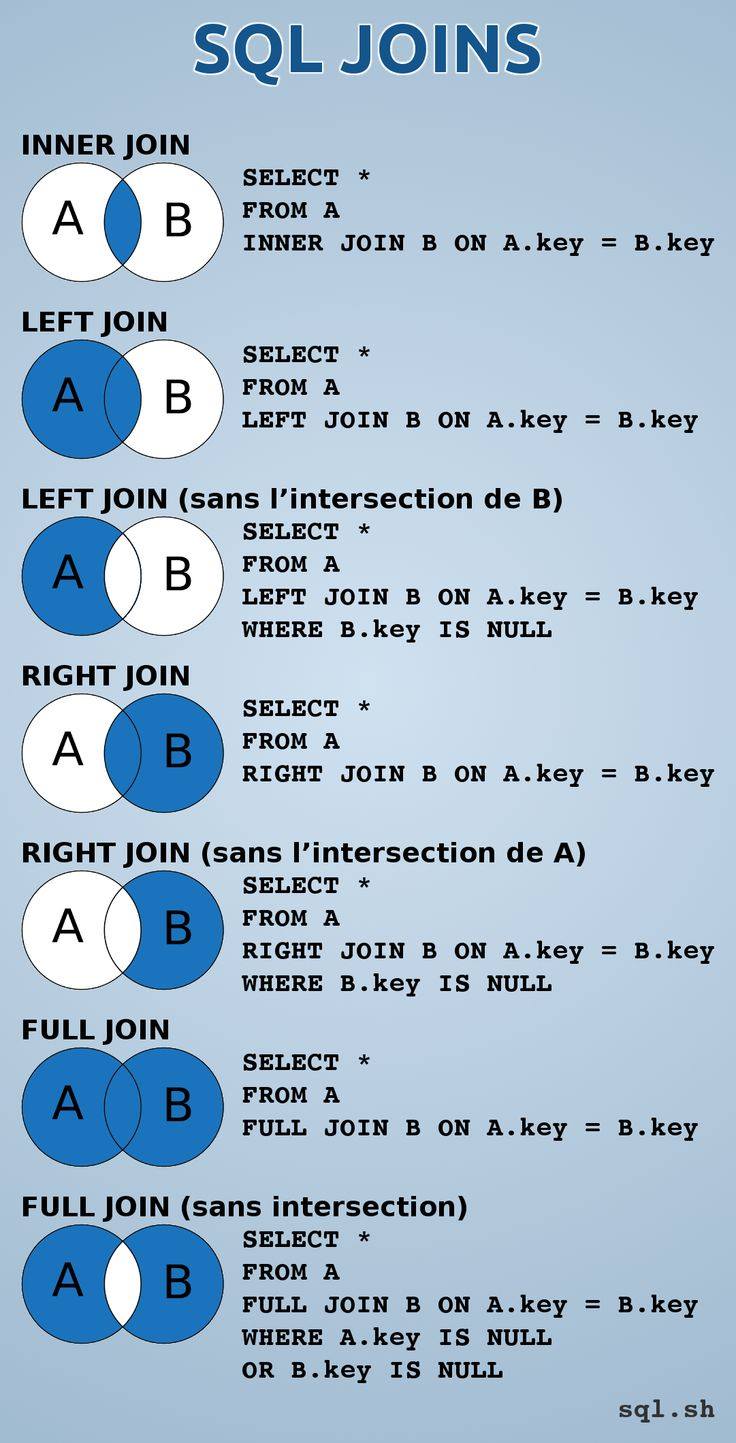 SQL JOINS
INNER JOIN
A B
SELECT *
FROM A
INNER JOIN B ON A.key = B.key
LEFT JOIN
A B
SELECT *
FROM A
LEFT JOIN B ON A.key = B.key
LEFT JOIN (sans l’intersection de B)
A B
SELECT *
FROM A
LEFT JOIN B ON A.key = B.key
WHERE B.key IS NULL
RIGHT JOIN
A B
SELECT *
FROM A
RIGHT JOIN B ON A.key = B.key
RIGHT JOIN (sans l’intersection de A)
A B
SELECT *
FROM A
RIGHT JOIN B ON A.key = B.key
WHERE B.key IS NULL
FULL JOIN
A B
SELECT *
FROM A
FULL JOIN B ON A.key = B.key
FULL JOIN (sans intersection)
A B
SELECT *
FROM A
FULL JOIN B ON A.key = B.key
WHERE A.key IS NULL
OR B.key IS NULL
sql.sh